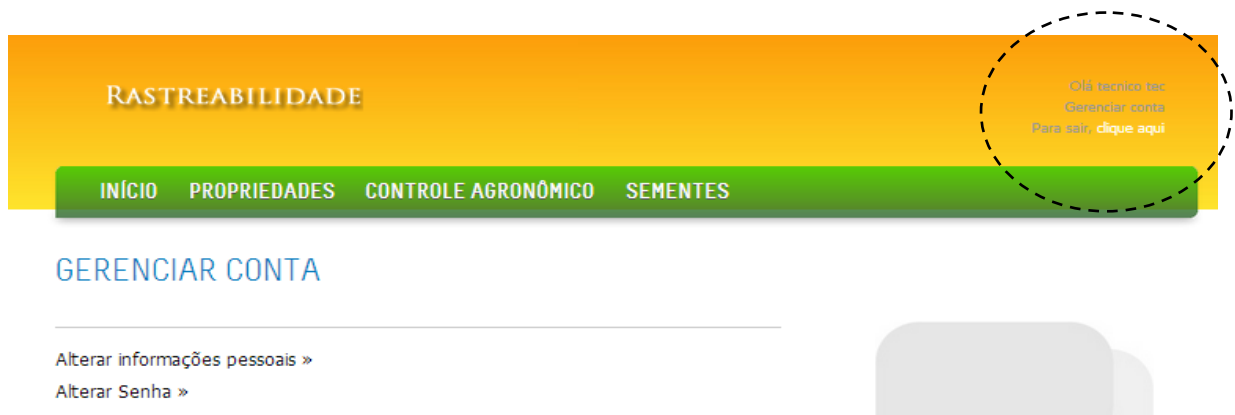 RASTREABILIDADE
Olá tecnico tec
Gerenciar conta
Para sair, clique aqui
INÍCIO PROPRIEDADES CONTROLE AGRONÔMICO SEMENTES
GERENCIAR CONTA
Alterar informações pessoais »
Alterar Senha »